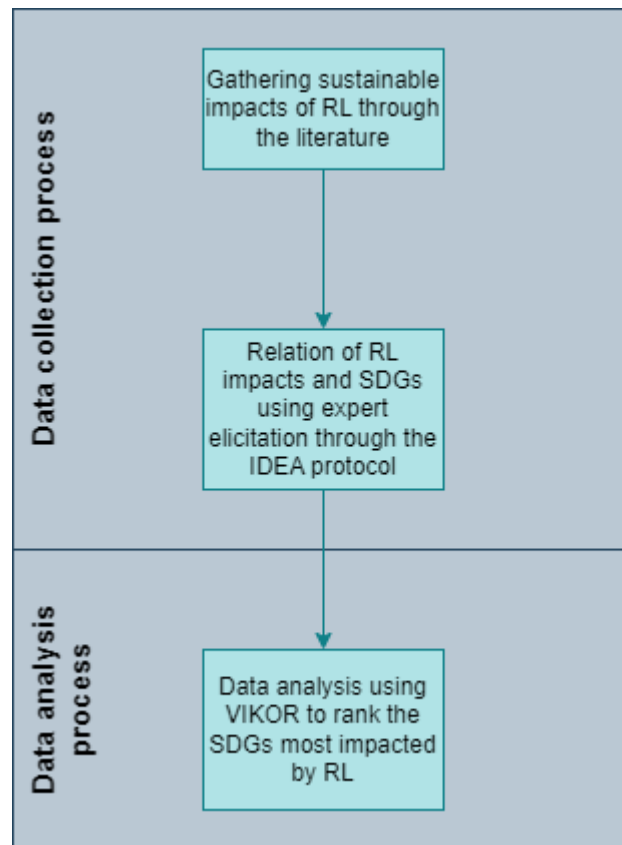 Data collection process
Gathering sustainable
impacts of RL through
the literature
Relation of RL
impacts and SDGs
using expert
elicitation through the
IDEA protocol
Data analysis
process
Data analysis using
VIKOR to rank the
SDGs most impacted
by RL